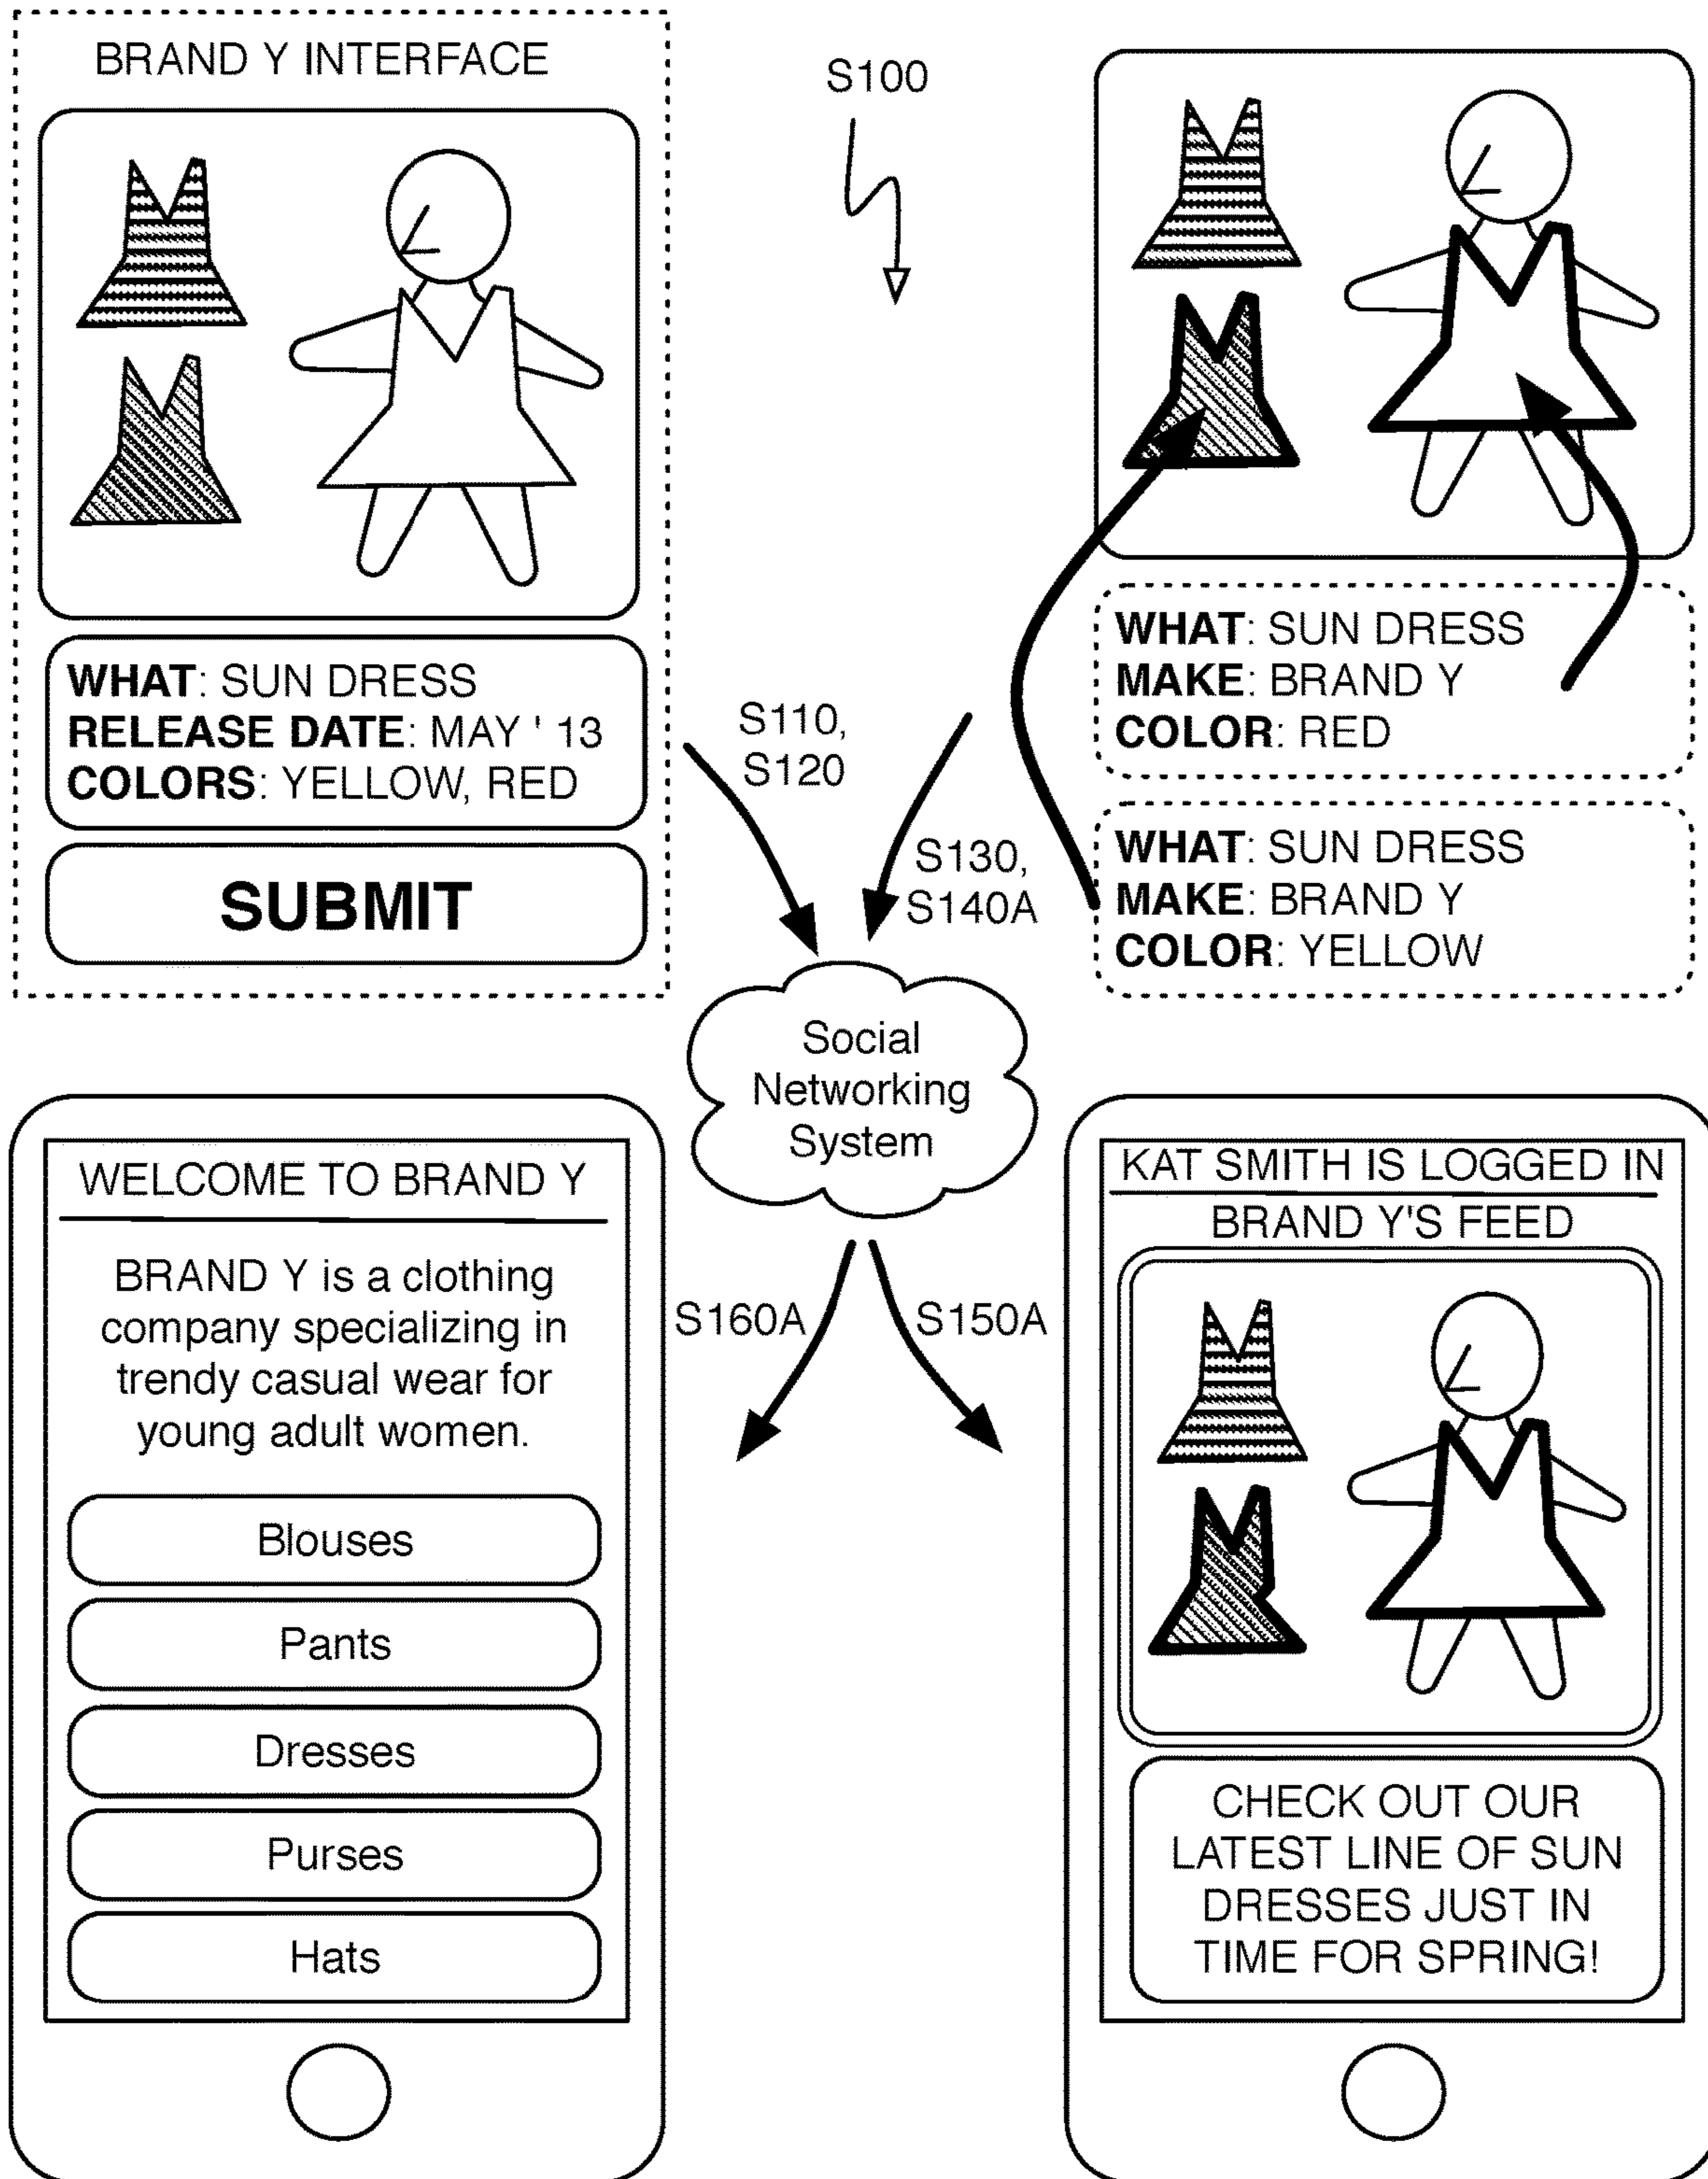 BRAND Y INTERFACE
WHAT: SUN DRESS
RELEASE DATE: MAY ' 13
COLORS: YELLOW, RED
SUBMIT
S100
S110,
S120
S130,
S140A
WHAT: SUN DRESS
MAKE: BRAND Y
COLOR: RED
WHAT: SUN DRESS
MAKE: BRAND Y
COLOR: YELLOW
Social
Networking
System
S160A
S150A
WELCOME TO BRAND Y
BRAND Y is a clothing
company specializing in
trendy casual wear for
young adult women.
Blouses
Pants
Dresses
Purses
Hats
KAT SMITH IS LOGGED IN
BRAND Y'S FEED
CHECK OUT OUR
LATEST LINE OF SUN
DRESSES JUST IN
TIME FOR SPRING!